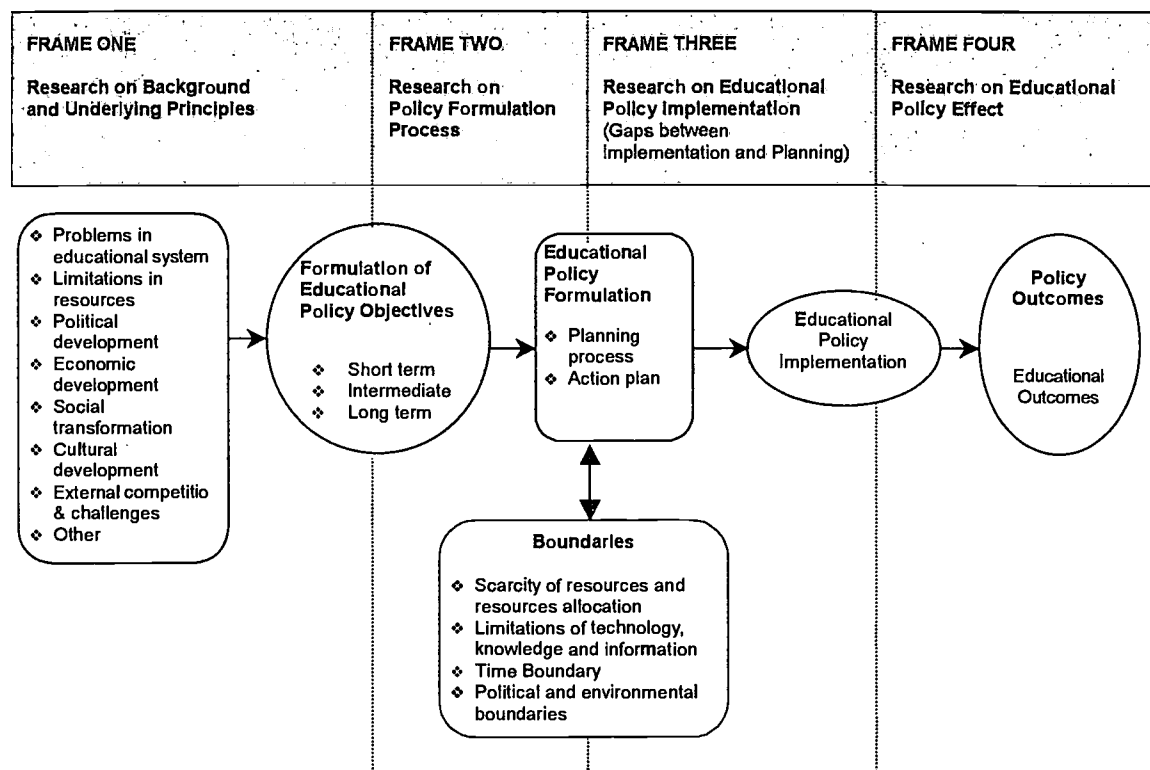 FRAME ONE
Research on Background
and Underlying Principles
FRAME TWO
Research on
Policy Formulation
Process
FRAME THREE
Research on Educational
Policy Implementation
(Gaps between
Implementation and Planning)
FRAME FOUR
Research on Educational
Policy Effect
❖ Problems in
educational system
❖ Limitations in
resources
❖ Political
development
❖ Economic
development
❖ Social
transformation
❖ Cultural
development
❖ External competitio
& challenges
❖ Other
Formulation of
Educational
Policy Objectives
❖ Short term
❖ Intermediate
❖ Long term
Educational
Policy
Formulation
❖ Planning
process
❖ Action plan
Boundaries
❖ Scarcity of resources and
resources allocation
❖ Limitations of technology,
knowledge and information
❖ Time Boundary
❖ Political and environmental
boundaries
Educational
Policy
Implementation
Policy
Outcomes
Educational
Outcomes